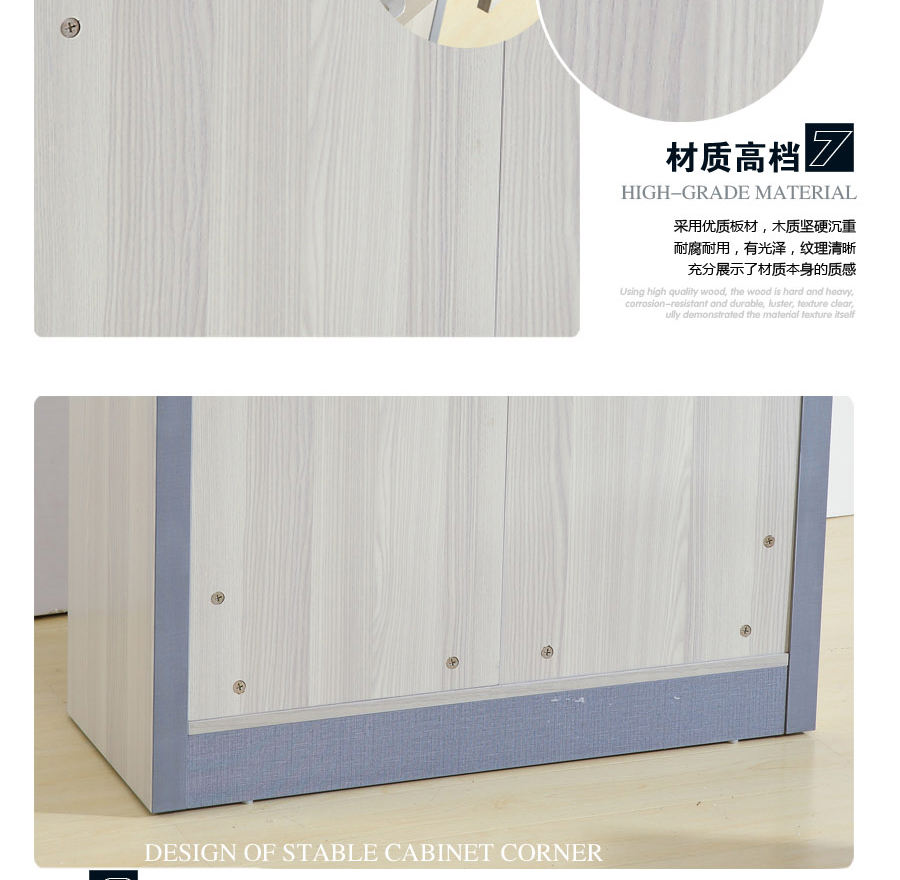 材质高档 7
HIGH-GRADE MATERIAL
采用优质板材，木质坚硬沉重
耐腐耐用，有光泽，纹理清晰
充分展示了材质本身的质感
Using high quality wood, the wood is hard and heavy,
corrosion-resistant and durable, luster, texture clear,
ully demonstrated the material texture itself
DESIGN OF STABLE CABINET CORNER